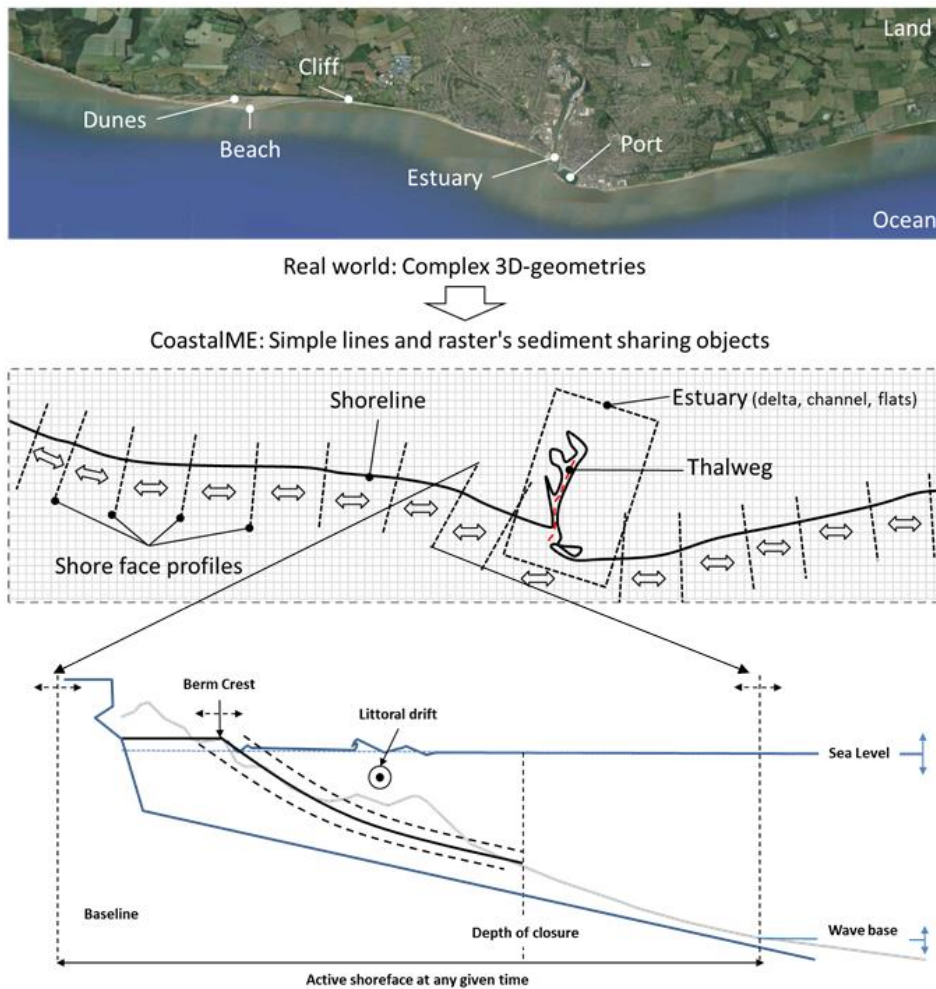 Land
Cliff
Dunes
Beach
Estuary
Port
Ocean
Real world: Complex 3D-geometries
CoastalME: Simple lines and raster's sediment sharing objects
Shoreline
Estuary (delta, channel, flats)
Thalweg
Shore face profiles
Berm Crest
Littoral drift
Sea Level
Baseline
Depth of closure
Wave base
Active shoreface at any given time